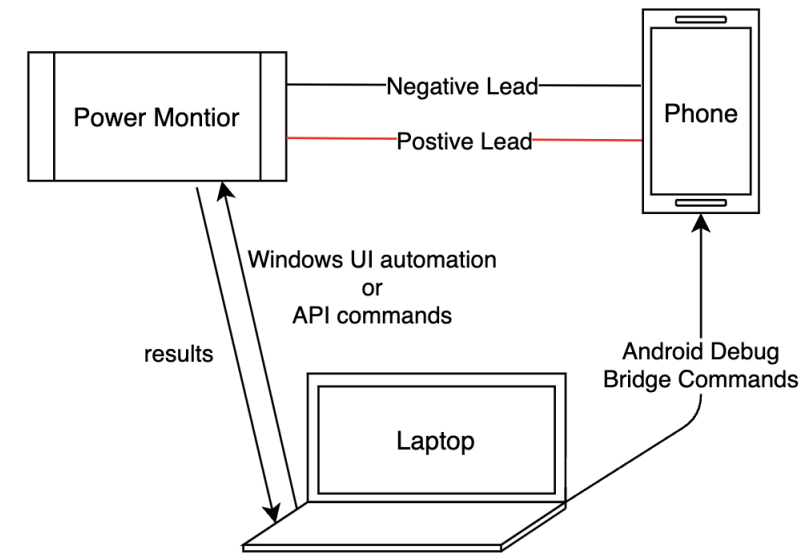 Negative Lead
Power Montior
Phone
Postive Lead
Windows UI automation
or
API commands
results
Android Debug
Bridge Commands
Laptop